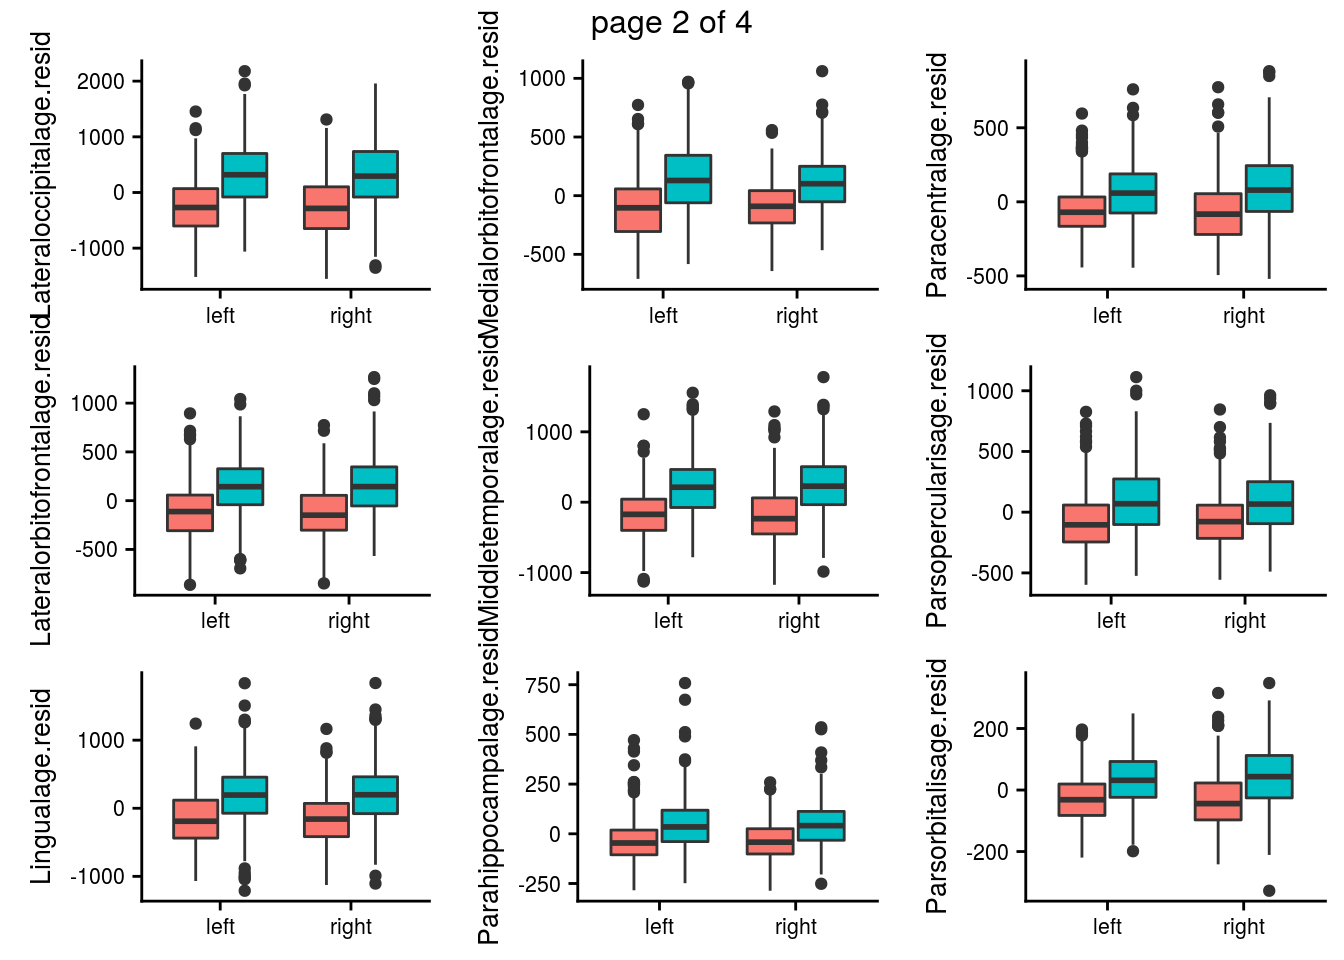 page 2 of 4
Lateraloccipitalage.resid
2000
1000
0
-1000
left right
Medialorbitofrontalage.resid
1000
500
0
-500
left right
Paracentralage.resid
500
0
-500
left right
Lateralorbitofrontalage.resid
1000
500
0
-500
left right
Middletemporalage.resid
1000
0
-1000
left right
Parsopercularisage.resid
1000
500
0
-500
left right
Lingualage.resid
1000
0
-1000
left right
Parahippocampalage.resid
750
500
250
0
-250
left right
Parsorbitalisage.resid
200
0
-200
left right